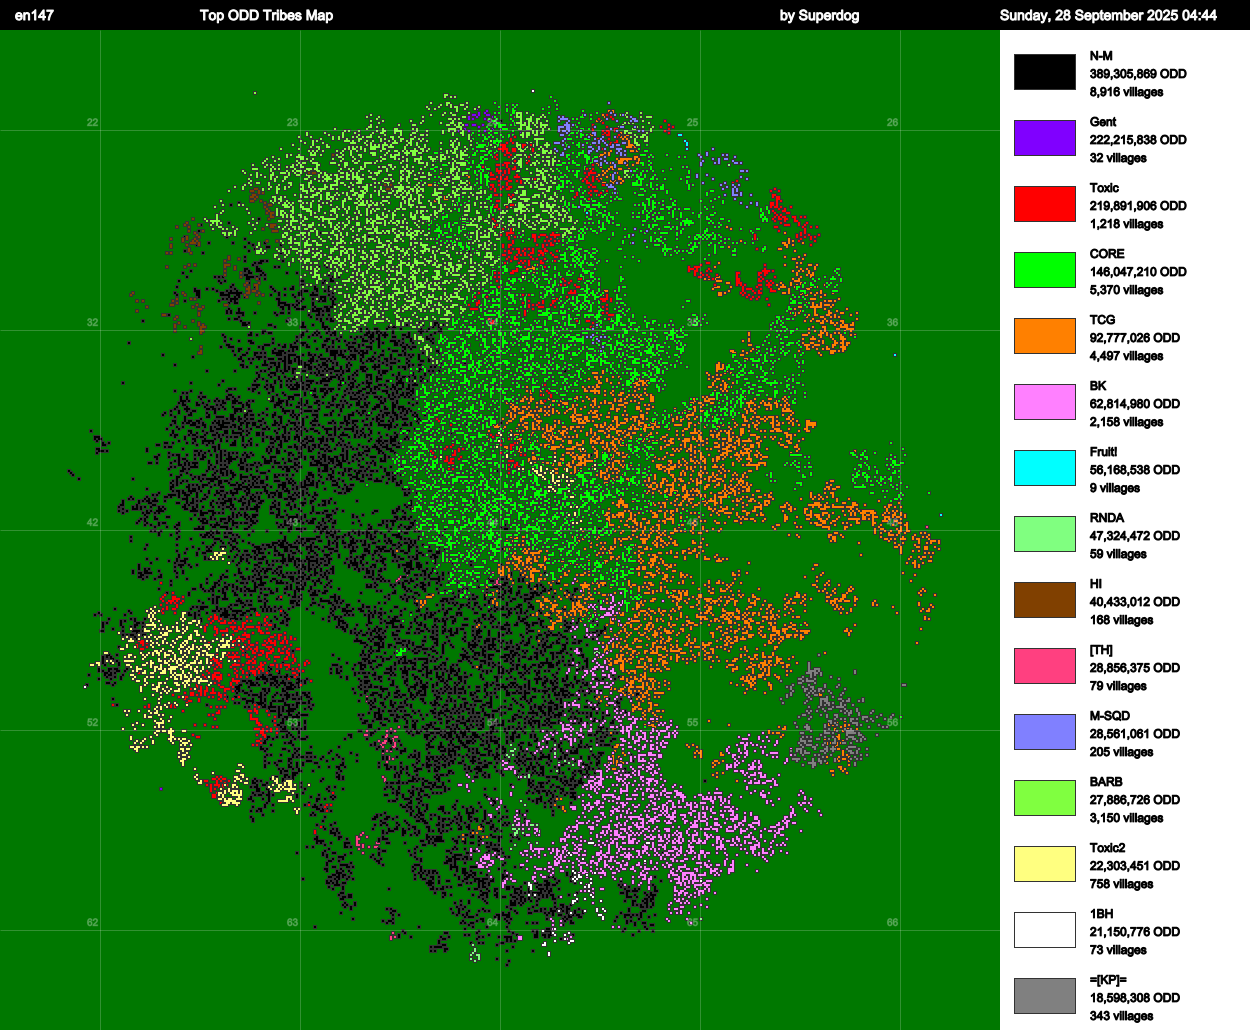 en147 Top ODD Tribes Map by Superdog Sunday, 28 September 2025 04:44
N-M
389,305,869 ODD
8,916 villages
Gent
222,215,838 ODD
32 villages
Toxic
219,891,906 ODD
1,218 villages
CORE
146,047,210 ODD
5,370 villages
TCG
92,777,026 ODD
4,497 villages
BK
62,814,980 ODD
2,158 villages
Fruit!
56,168,538 ODD
9 villages
RNDA
47,324,472 ODD
59 villages
HI
40,433,012 ODD
168 villages
[TH]
28,856,375 ODD
79 villages
M-SQD
28,561,061 ODD
205 villages
BARB
27,886,726 ODD
3,150 villages
Toxic2
22,303,451 ODD
758 villages
1BH
21,150,776 ODD
73 villages
=[KP]=
18,598,308 ODD
343 villages
22 23 25 26
32 33 36
42 43
52 53 54 55 56
62 63 64 65 66